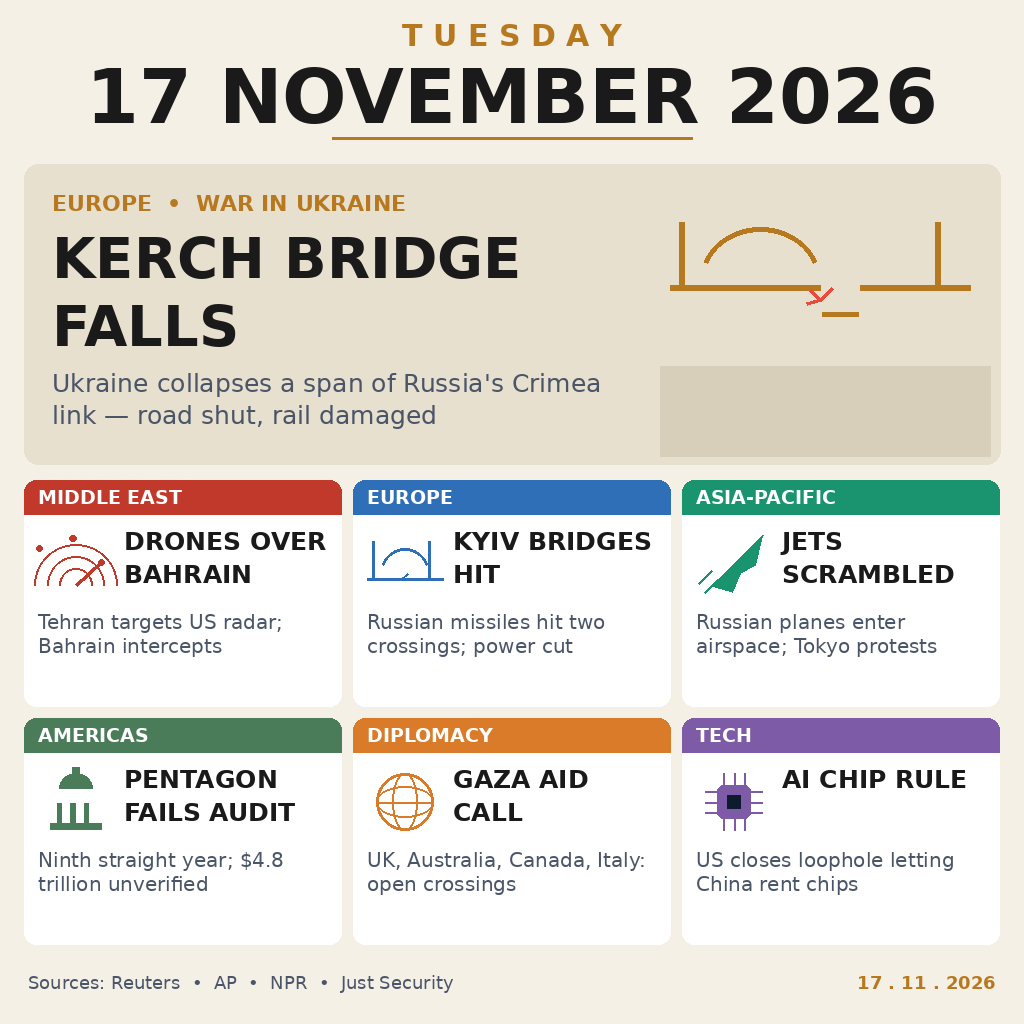 TUESDAY
17 NOVEMBER 2026
EUROPE • WAR IN UKRAINE
KERCH BRIDGE
FALLS
Ukraine collapses a span of Russia's Crimea
link — road shut, rail damaged
MIDDLE EAST
DRONES OVER
BAHRAIN
Tehran targets US radar;
Bahrain intercepts
EUROPE
KYIV BRIDGES
HIT
Russian missiles hit two
crossings; power cut
ASIA-PACIFIC
JETS
SCRAMBLED
Russian planes enter
airspace; Tokyo protests
AMERICAS
PENTAGON
FAILS AUDIT
Ninth straight year; $4.8
trillion unverified
DIPLOMACY
GAZA AID
CALL
UK, Australia, Canada, Italy:
open crossings
TECH
AI CHIP RULE
US closes loophole letting
China rent chips
Sources: Reuters • AP • NPR • Just Security
17 . 11 . 2026